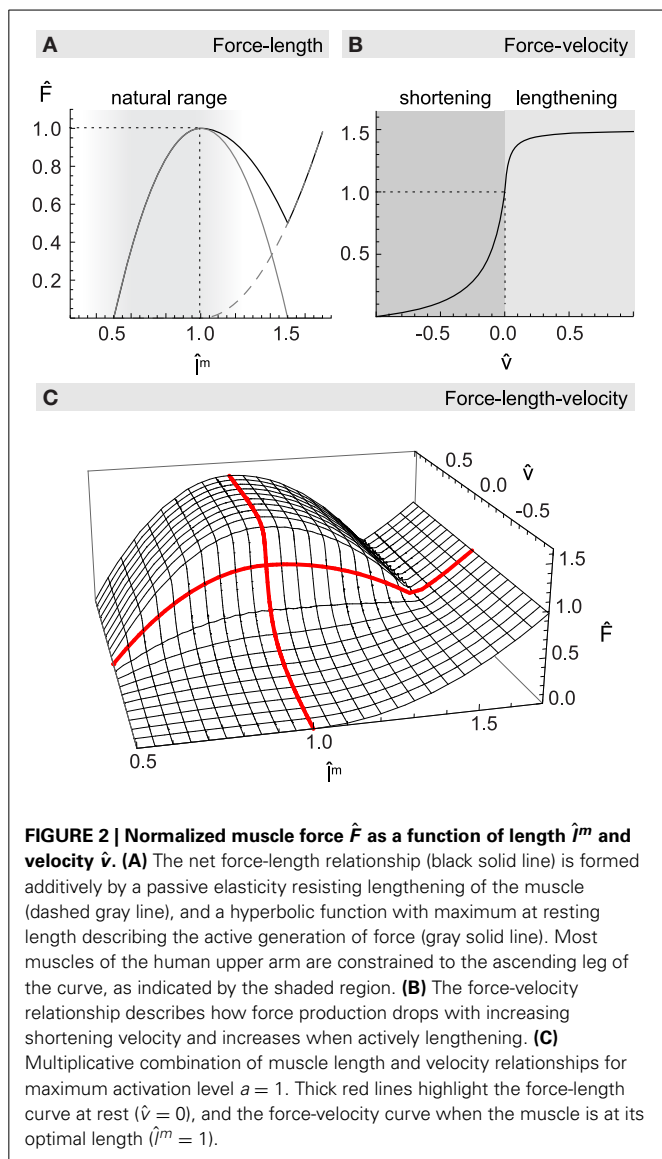 A Force-length
B Force-velocity
F̂
natural range
1.0
0.8
0.6
0.4
0.2
0.5 1.0 1.5
l̂ᵐ
shortening lengthening
1.5
1.0
0.5
-0.5 0.0 0.5
v̂
C Force-length-velocity
0.5
0.0
-0.5
v̂
1.5
1.0
0.5
0.0
F̂
0.5
1.0
1.5
l̂ᵐ
FIGURE 2 | Normalized muscle force F̂ as a function of length l̂ᵐ and
velocity v̂. (A) The net force-length relationship (black solid line) is formed
additively by a passive elasticity resisting lengthening of the muscle
(dashed gray line), and a hyperbolic function with maximum at resting
length describing the active generation of force (gray solid line). Most
muscles of the human upper arm are constrained to the ascending leg of
the curve, as indicated by the shaded region. (B) The force-velocity
relationship describes how force production drops with increasing
shortening velocity and increases when actively lengthening. (C)
Multiplicative combination of muscle length and velocity relationships for
maximum activation level a = 1. Thick red lines highlight the force-length
curve at rest (v̂ = 0), and the force-velocity curve when the muscle is at its
optimal length (l̂ᵐ = 1).